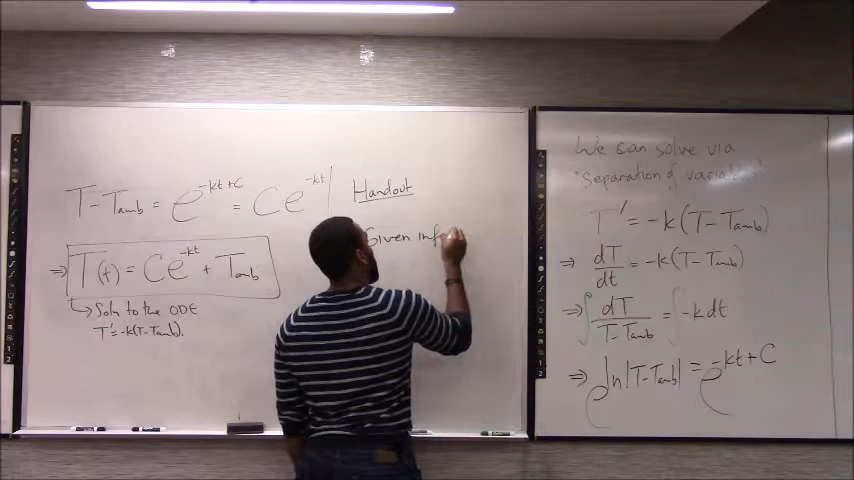 T-Tamb = e^-kt+C = Ce^-kt
⇒ T(t) = Ce^-kt + Tamb
↳ Soln to the ODE
T'=-k(T-Tamb).
Handout
Given inf
We can solve via
"separation of variables"
T' = -k(T-Tamb)
⇒ dT/dt = -k(T-Tamb)
⇒ ∫ dT/T-Tamb = ∫ -kdt
⇒ e^ln|T-Tamb| = e^-kt+C